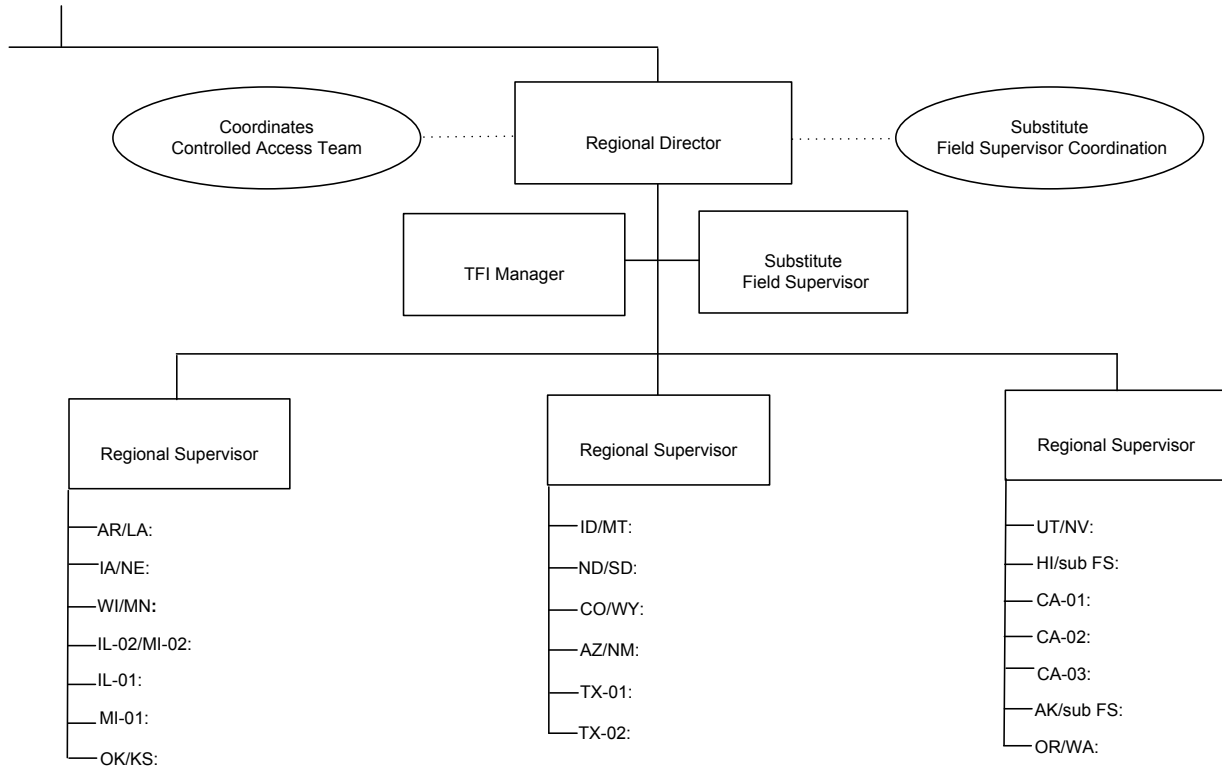 Coordinates
Controlled Access Team
Regional Director
Substitute
Field Supervisor Coordination
TFI Manager
Substitute
Field Supervisor
Regional Supervisor
AR/LA:
IA/NE:
WI/MN:
IL-02/MI-02:
IL-01:
MI-01:
OK/KS:
Regional Supervisor
ID/MT:
ND/SD:
CO/WY:
AZ/NM:
TX-01:
TX-02:
Regional Supervisor
UT/NV:
HI/sub FS:
CA-01:
CA-02:
CA-03:
AK/sub FS:
OR/WA: